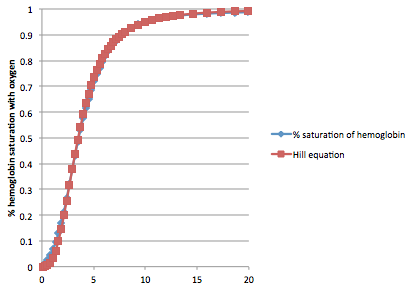 % hemoglobin saturation with oxygen
1
0.9
0.8
0.7
0.6
0.5
0.4
0.3
0.2
0.1
0
0 5 10 15 20
% saturation of hemoglobin
Hill equation